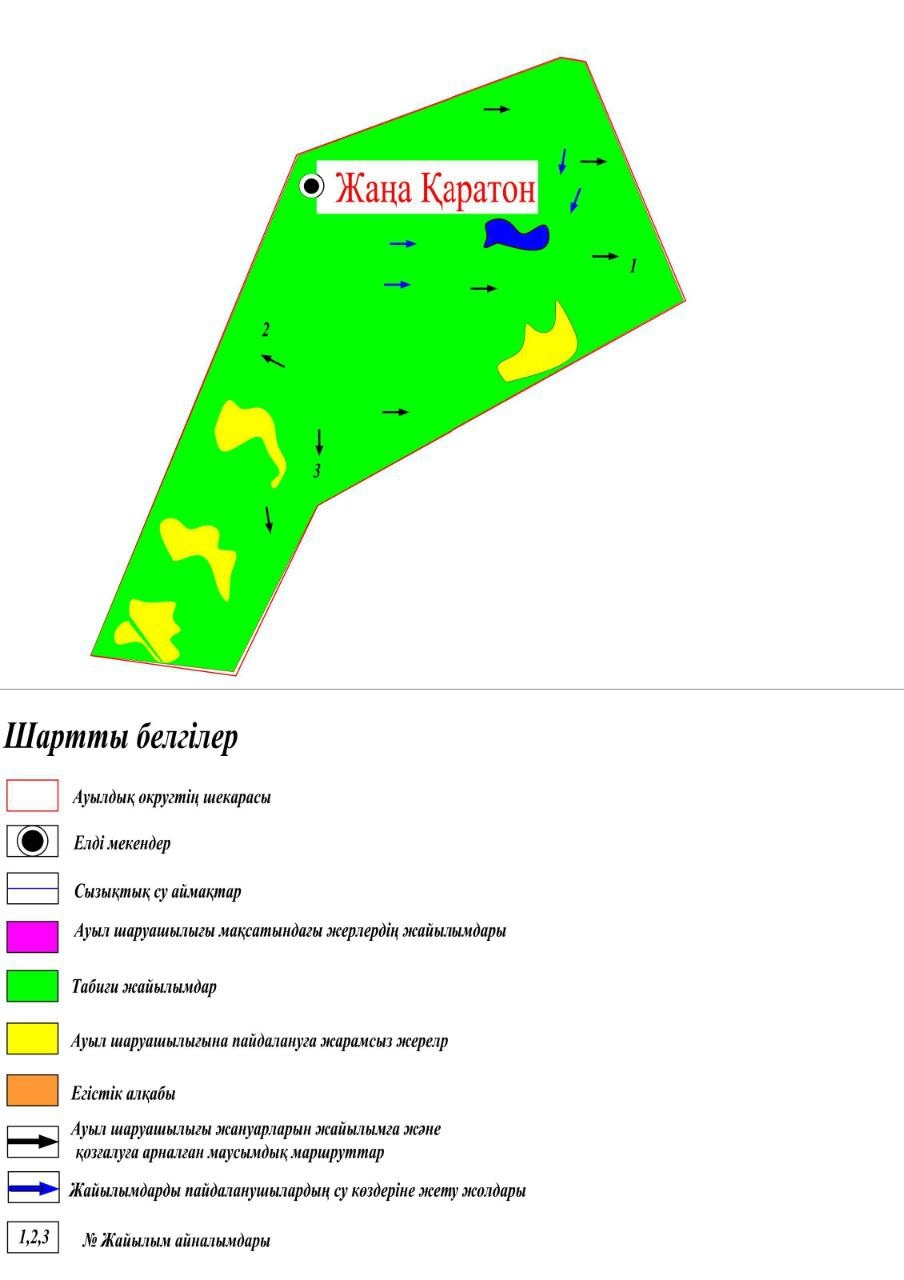 Жаңа Қаратон
1
2
3
Шартты белгілер
Ауылдық округтің шекарасы
Елді мекендер
Сызықтық су аймақтар
Ауыл шаруашылығы мақсатындағы жерлердің жайылымдары
Табиғи жайылымдар
Ауыл шаруашылығына пайдалануға жарамсыз жерелр
Егістік алқабы
Ауыл шаруашылығы жануарларын жайылымға және
қозғалуға арналған маусымдық маршруттар
Жайылымдарды пайдаланушылардың су көздеріне жету жолдары
1,2,3 № Жайылым айналымдары